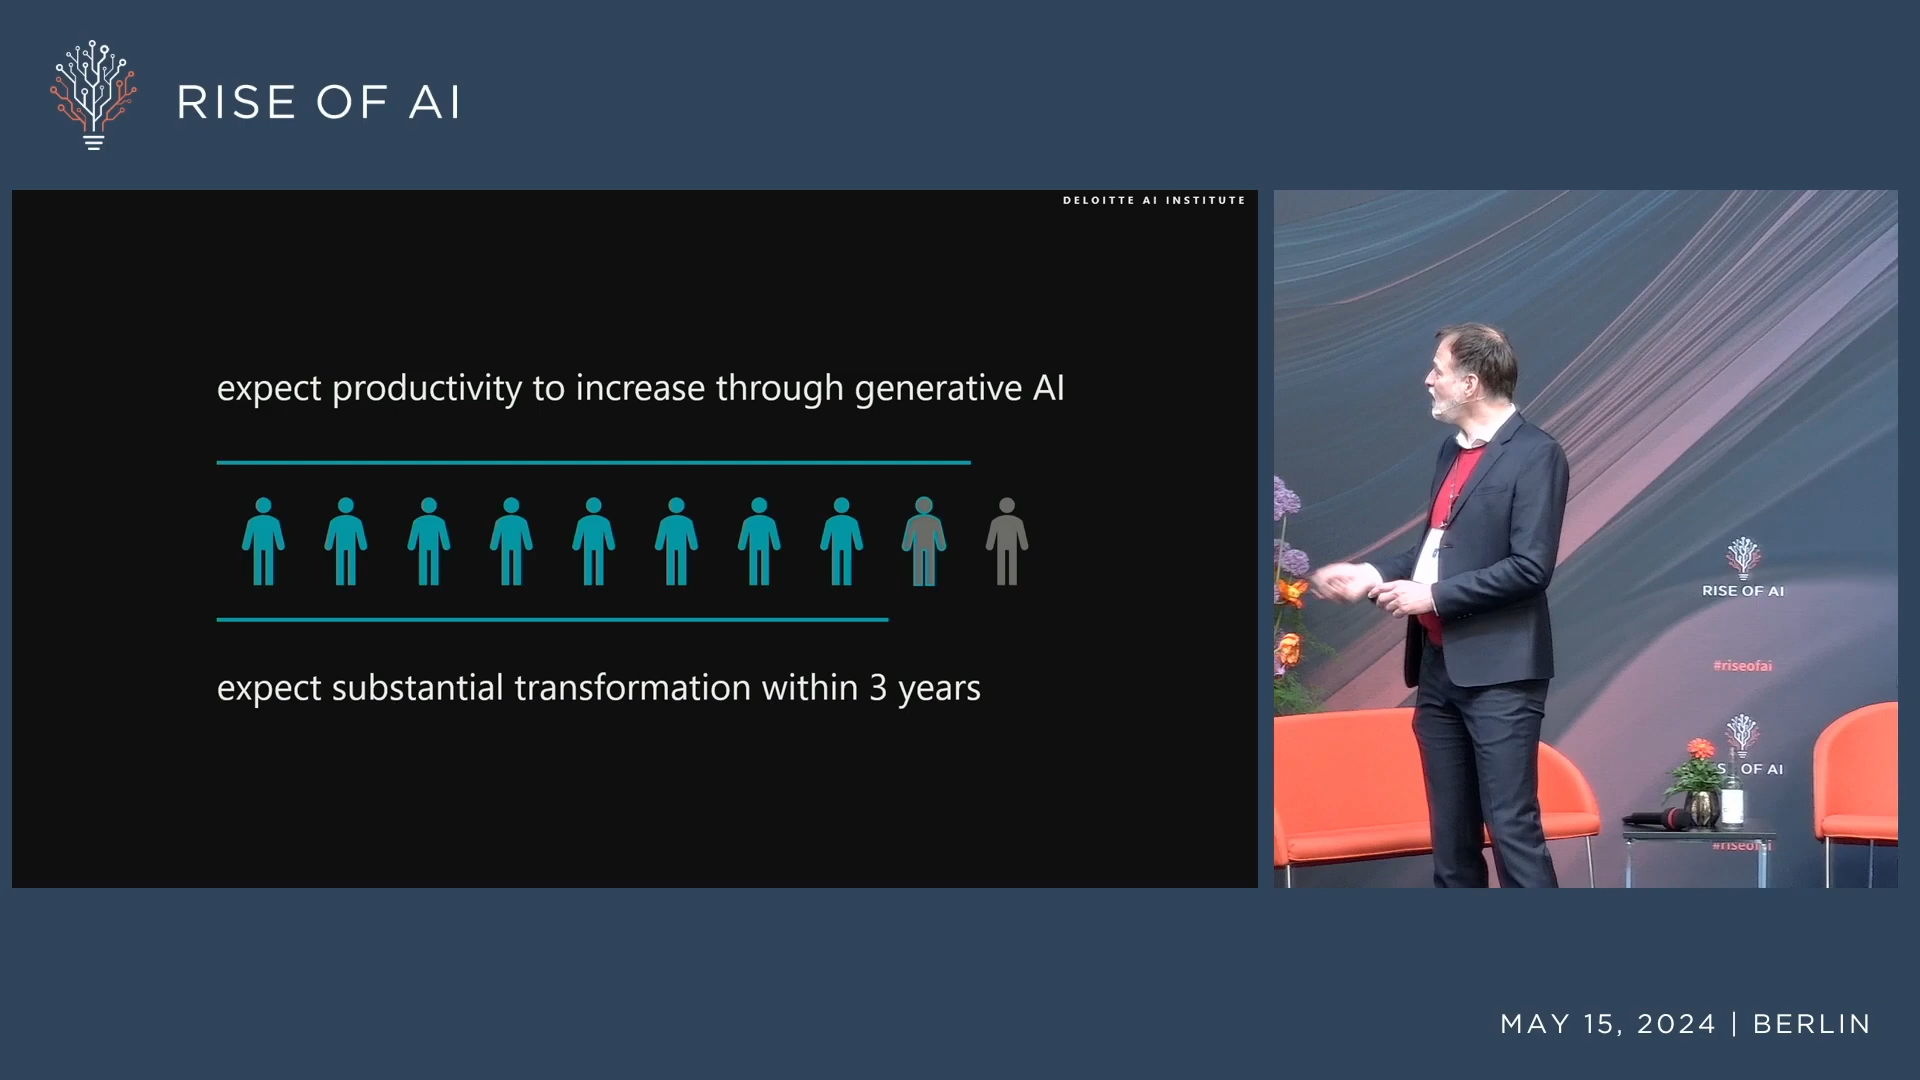 RISE OF AI
DELOITTE AI INSTITUTE
expect productivity to increase through generative AI
expect substantial transformation within 3 years
RISE OF AI
#riseofai
S OF AI
#riseofai
MAY 15, 2024 | BERLIN